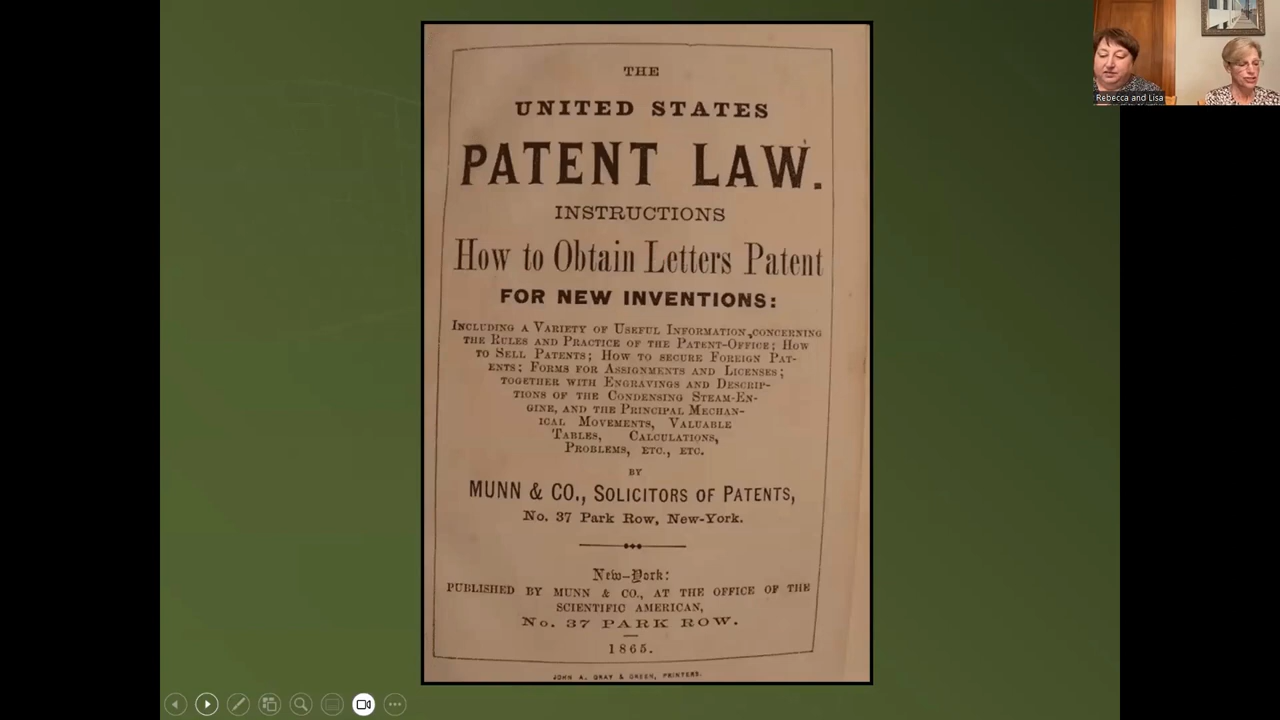 THE
UNITED STATES
PATENT LAW.
INSTRUCTIONS
How to Obtain Letters Patent
FOR NEW INVENTIONS:
INCLUDING A VARIETY OF USEFUL INFORMATION, CONCERNING
THE RULES AND PRACTICE OF THE PATENT-OFFICE; HOW
TO SELL PATENTS; HOW TO SECURE FOREIGN PAT-
ENTS; FORMS FOR ASSIGNMENTS AND LICENSES;
TOGETHER WITH ENGRAVINGS AND DESCRIP-
TIONS OF THE CONDENSING STEAM-EN-
GINE, AND THE PRINCIPAL MECHAN-
ICAL MOVEMENTS, VALUABLE
TABLES, CALCULATIONS,
PROBLEMS, ETC., ETC.
BY
MUNN & CO., SOLICITORS OF PATENTS,
No. 37 Park Row, New-York.
New-York:
PUBLISHED BY MUNN & CO., AT THE OFFICE OF THE
SCIENTIFIC AMERICAN,
No. 37 PARK ROW.
1865.
JOHN A. GRAY & GREEN, PRINTERS.
Rebecca and Lisa